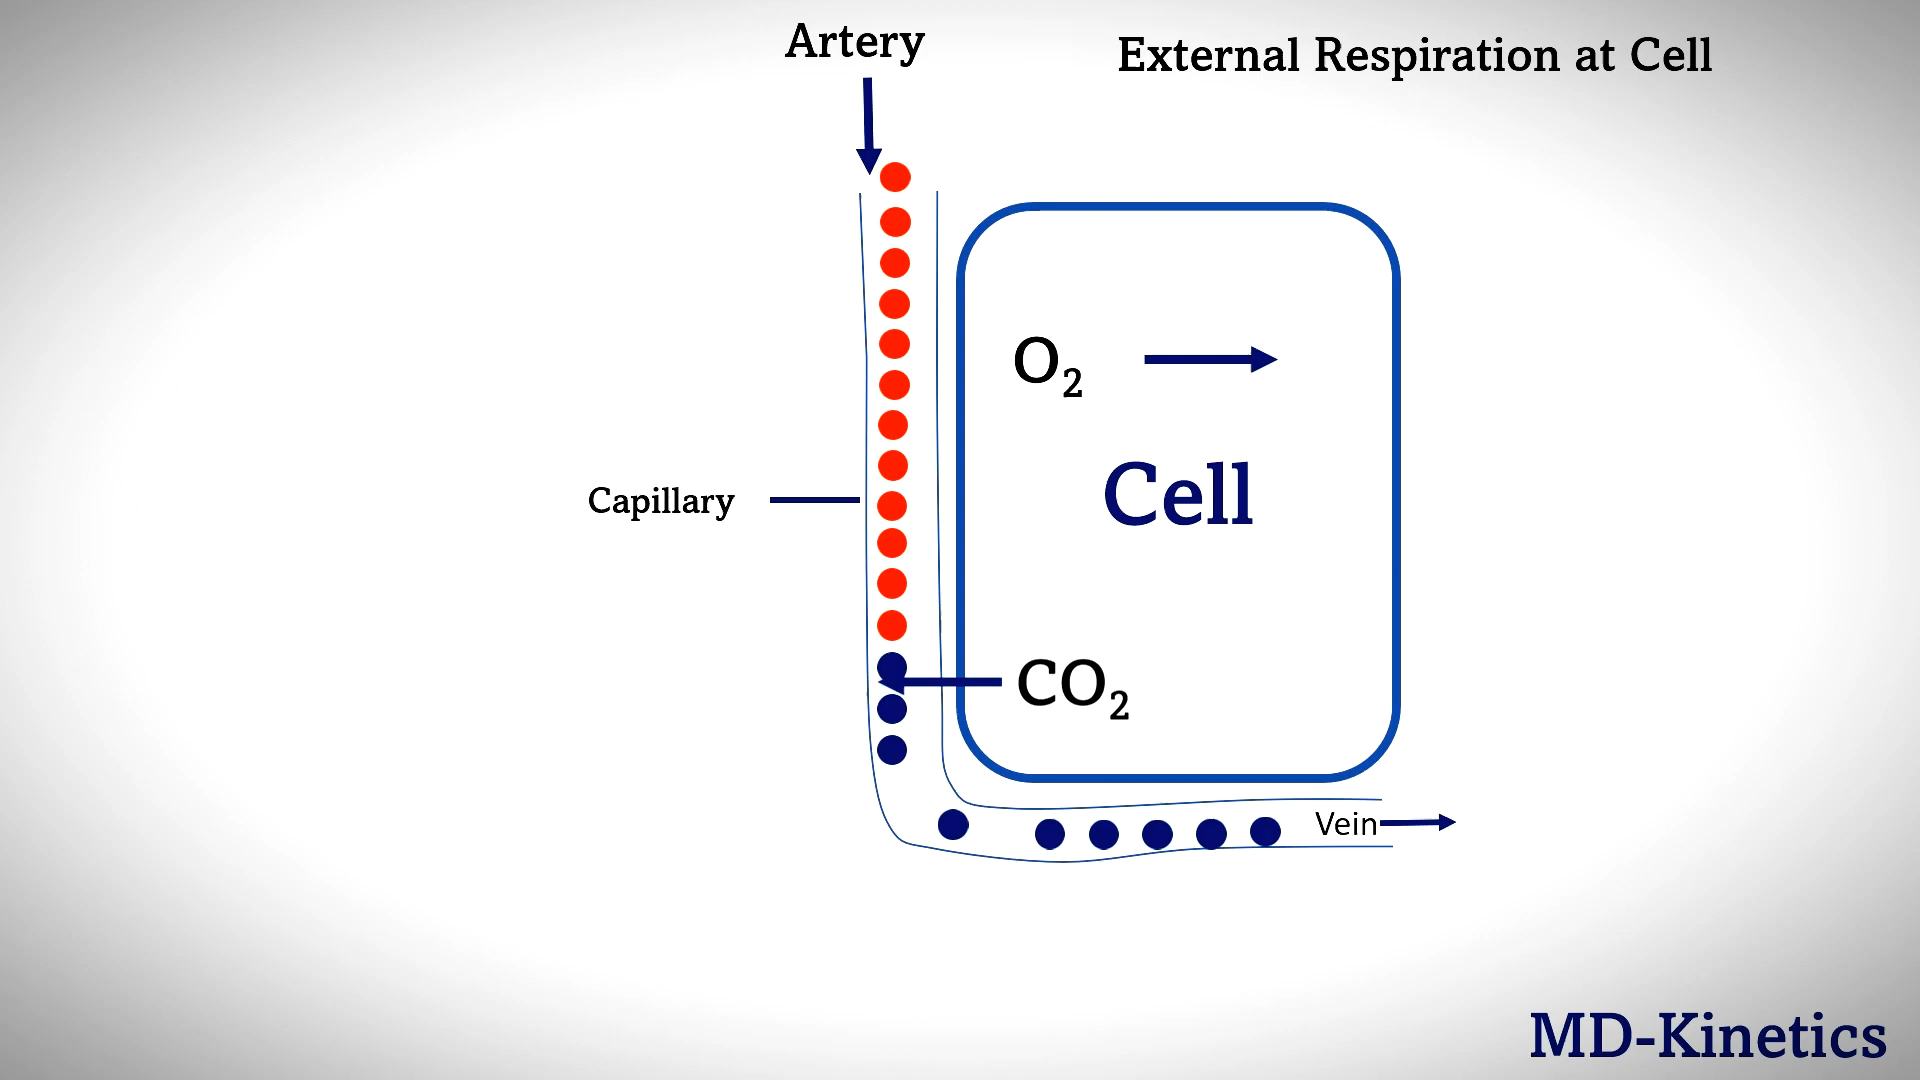 Artery
External Respiration at Cell
O₂
Cell
Capillary
CO₂
Vein
MD-Kinetics